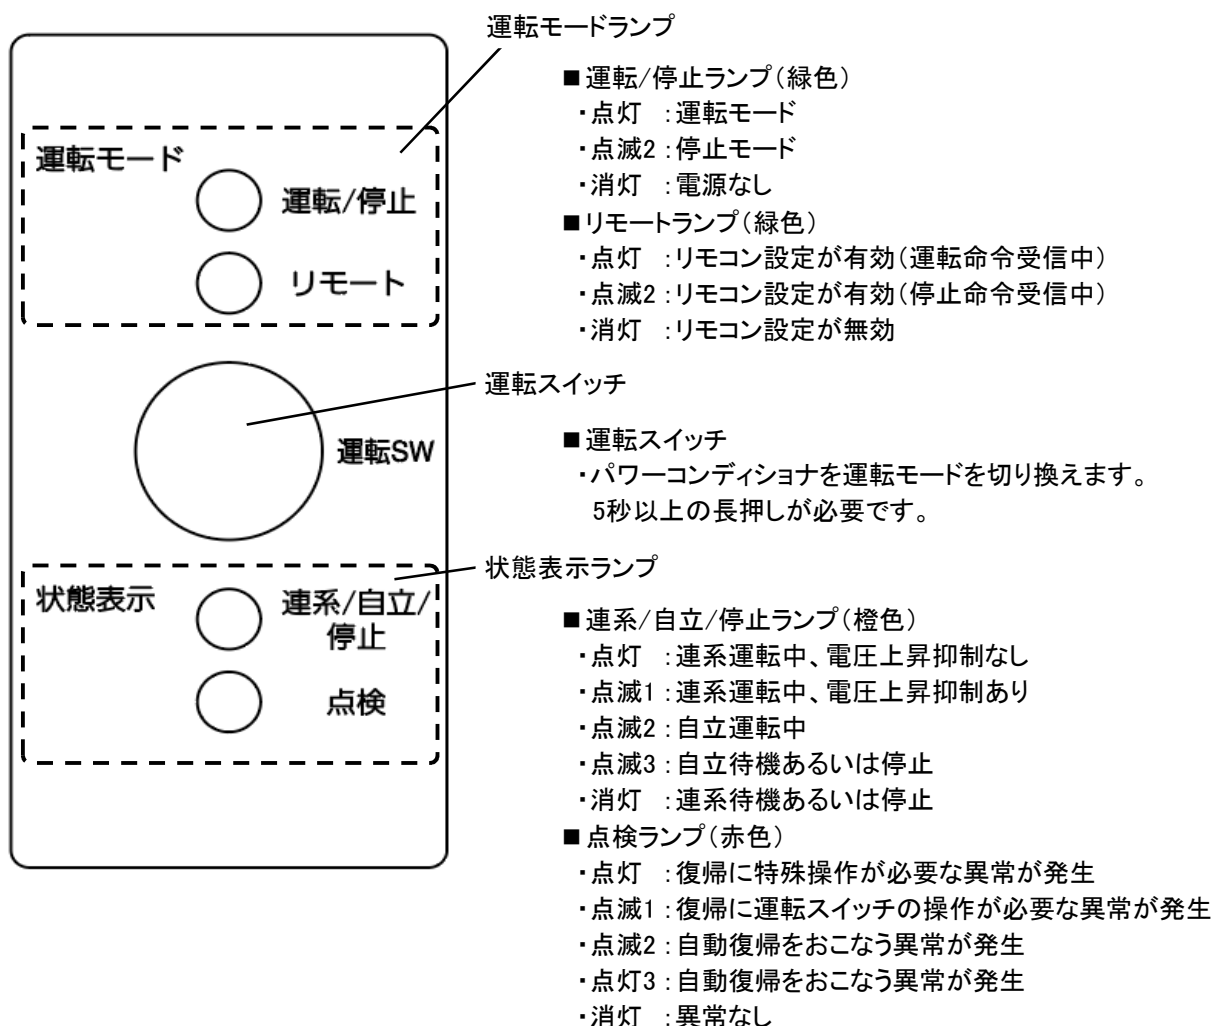 運転モードランプ
■運転/停止ランプ(緑色)
・点灯 :運転モード
・点滅2:停止モード
・消灯 :電源なし
■リモートランプ(緑色)
・点灯 :リモコン設定が有効(運転命令受信中)
・点滅2:リモコン設定が有効(停止命令受信中)
・消灯 :リモコン設定が無効
運転モード
運転/停止
リモート
運転スイッチ
■運転スイッチ
・パワーコンディショナを運転モードを切り換えます。
5秒以上の長押しが必要です。
運転SW
状態表示ランプ
■連系/自立/停止ランプ(橙色)
・点灯 :連系運転中、電圧上昇抑制なし
・点滅1:連系運転中、電圧上昇抑制あり
・点滅2:自立運転中
・点滅3:自立待機あるいは停止
・消灯 :連系待機あるいは停止
■点検ランプ(赤色)
・点灯 :復帰に特殊操作が必要な異常が発生
・点滅1:復帰に運転スイッチの操作が必要な異常が発生
・点滅2:自動復帰をおこなう異常が発生
・点灯3:自動復帰をおこなう異常が発生
・消灯 :異常なし
状態表示
連系/自立/
停止
点検